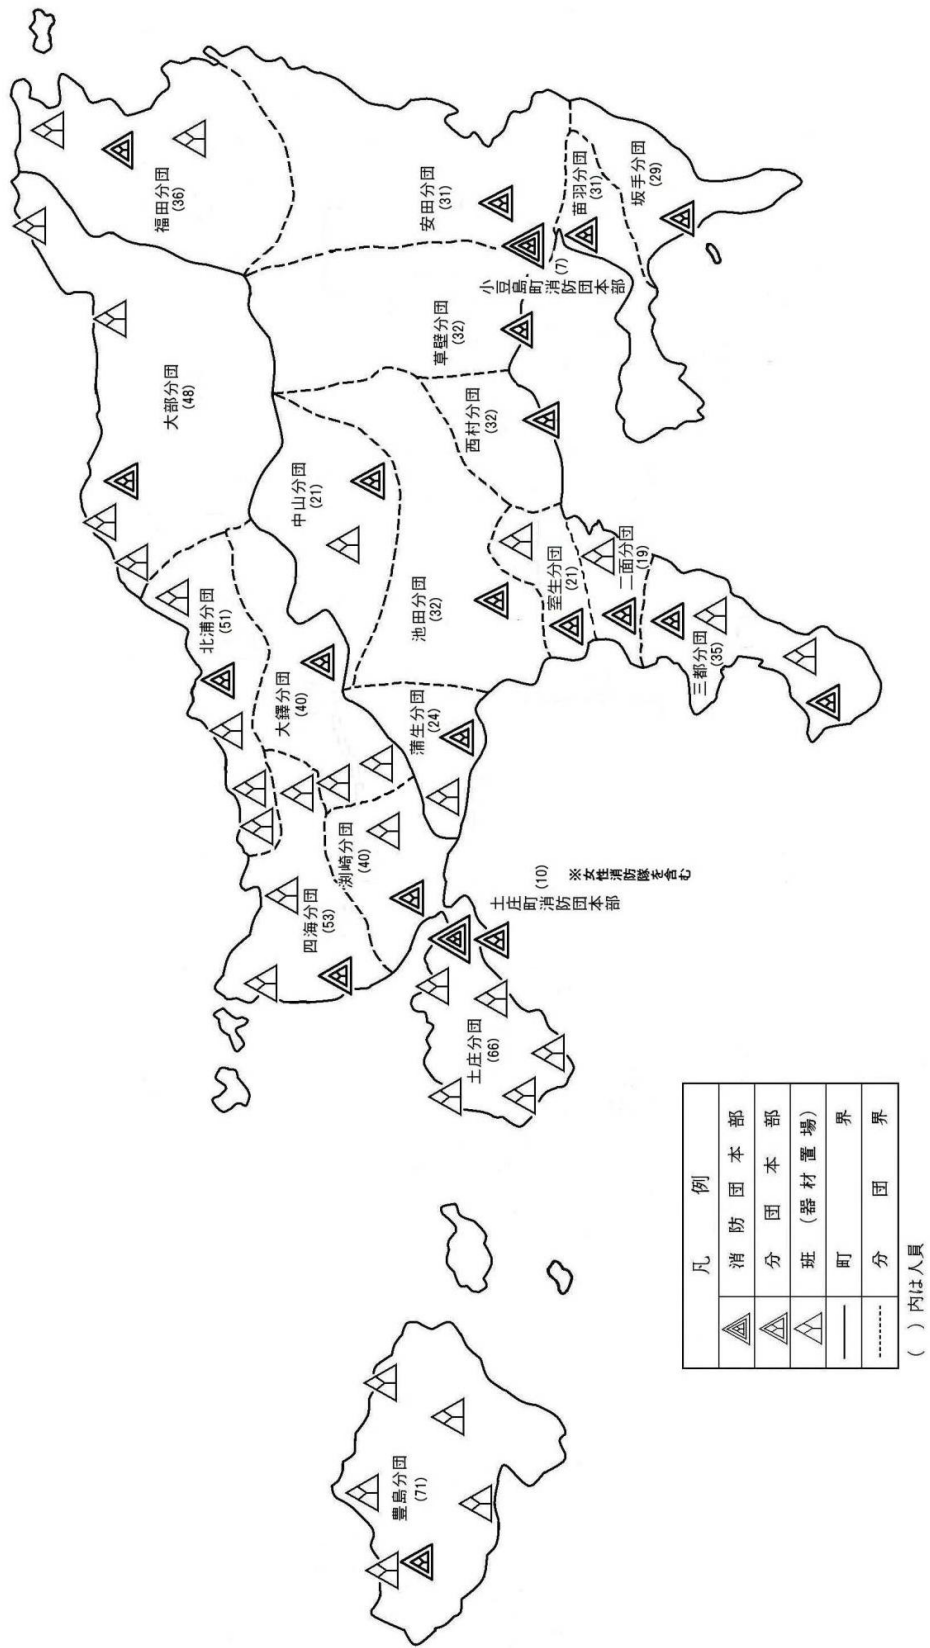 福田分団
(36)
大部分団
(48)
安田分団
(31)
苗羽分団
(31)
坂手分団
(29)
(7)
小豆島町消防団本部
草壁分団
(32)
西村分団
(32)
中山分団
(21)
池田分団
(32)
室生分団
(21)
二面分団
(19)
三都分団
(35)
北浦分団
(51)
大鐸分団
(40)
蒲生分団
(24)
渕崎分団
(40)
四海分団
(53)
土庄町消防団本部
(10)
※女性消防隊を含む
土庄分団
(66)
豊島分団
(71)
凡例
消防団本部
分団本部
班(器材置場)
町界
分団界
( )内は人員